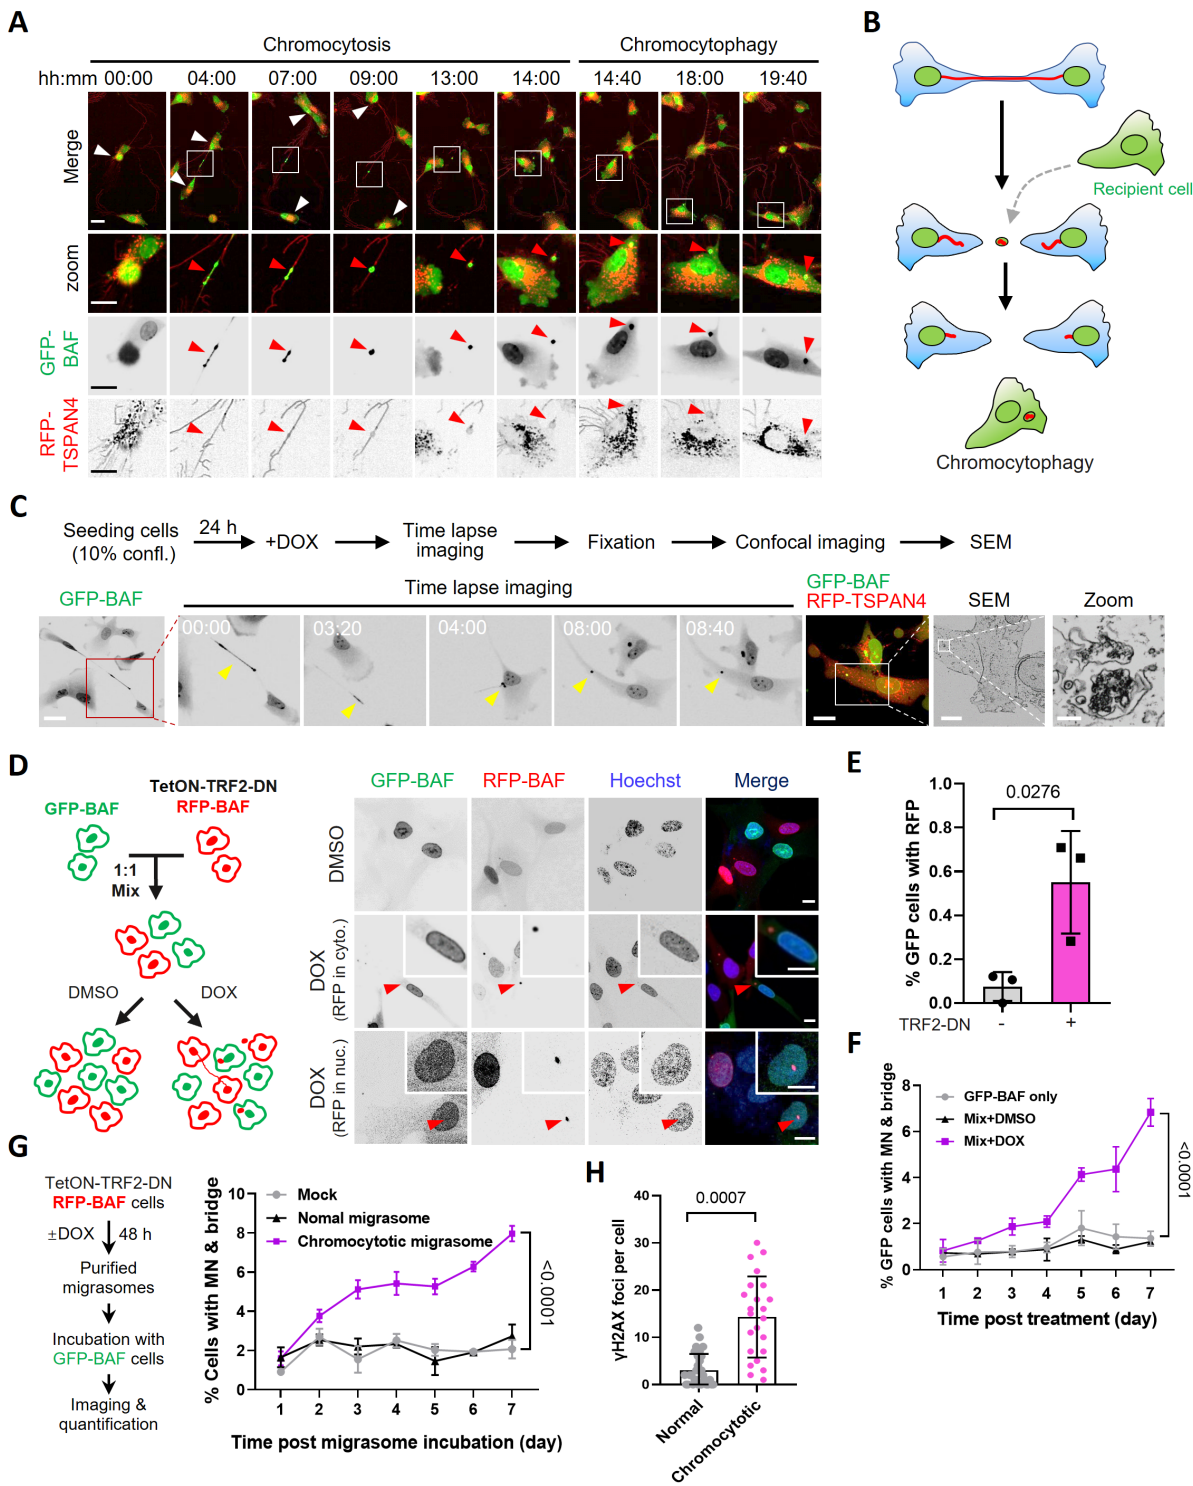 A
Chromocytosis
Chromocytophagy
hh:mm 00:00 04:00 07:00 09:00 13:00 14:00 14:40 18:00 19:40
Merge
zoom
GFP-
BAF
RFP-
TSPAN4
B
Recipient cell
Chromocytophagy
C
Seeding cells
(10% confl.)
24 h
+DOX
Time lapse
imaging
Fixation
Confocal imaging
SEM
GFP-BAF
Time lapse imaging
GFP-BAF
RFP-TSPAN4
SEM
Zoom
00:00
03:20
04:00
08:00
08:40
D
GFP-BAF
TetON-TRF2-DN
RFP-BAF
1:1
Mix
DMSO
DOX
GFP-BAF
RFP-BAF
Hoechst
Merge
DMSO
DOX
(RFP in cyto.)
DOX
(RFP in nuc.)
E
% GFP cells with RFP
1.0
0.8
0.6
0.4
0.2
0.0
0.0276
TRF2-DN - +
F
% GFP cells with MN & bridge
8
6
4
2
0
GFP-BAF only
Mix+DMSO
Mix+DOX
<0.0001
1 2 3 4 5 6 7
Time post treatment (day)
G
TetON-TRF2-DN
RFP-BAF cells
±DOX 48 h
Purified
migrasomes
Incubation with
GFP-BAF cells
Imaging &
quantification
% Cells with MN & bridge
10
8
6
4
2
0
Mock
Nomal migrasome
Chromocytotic migrasome
<0.0001
1 2 3 4 5 6 7
Time post migrasome incubation (day)
H
γH2AX foci per cell
40
30
20
10
0
0.0007
Normal
Chromocytotic